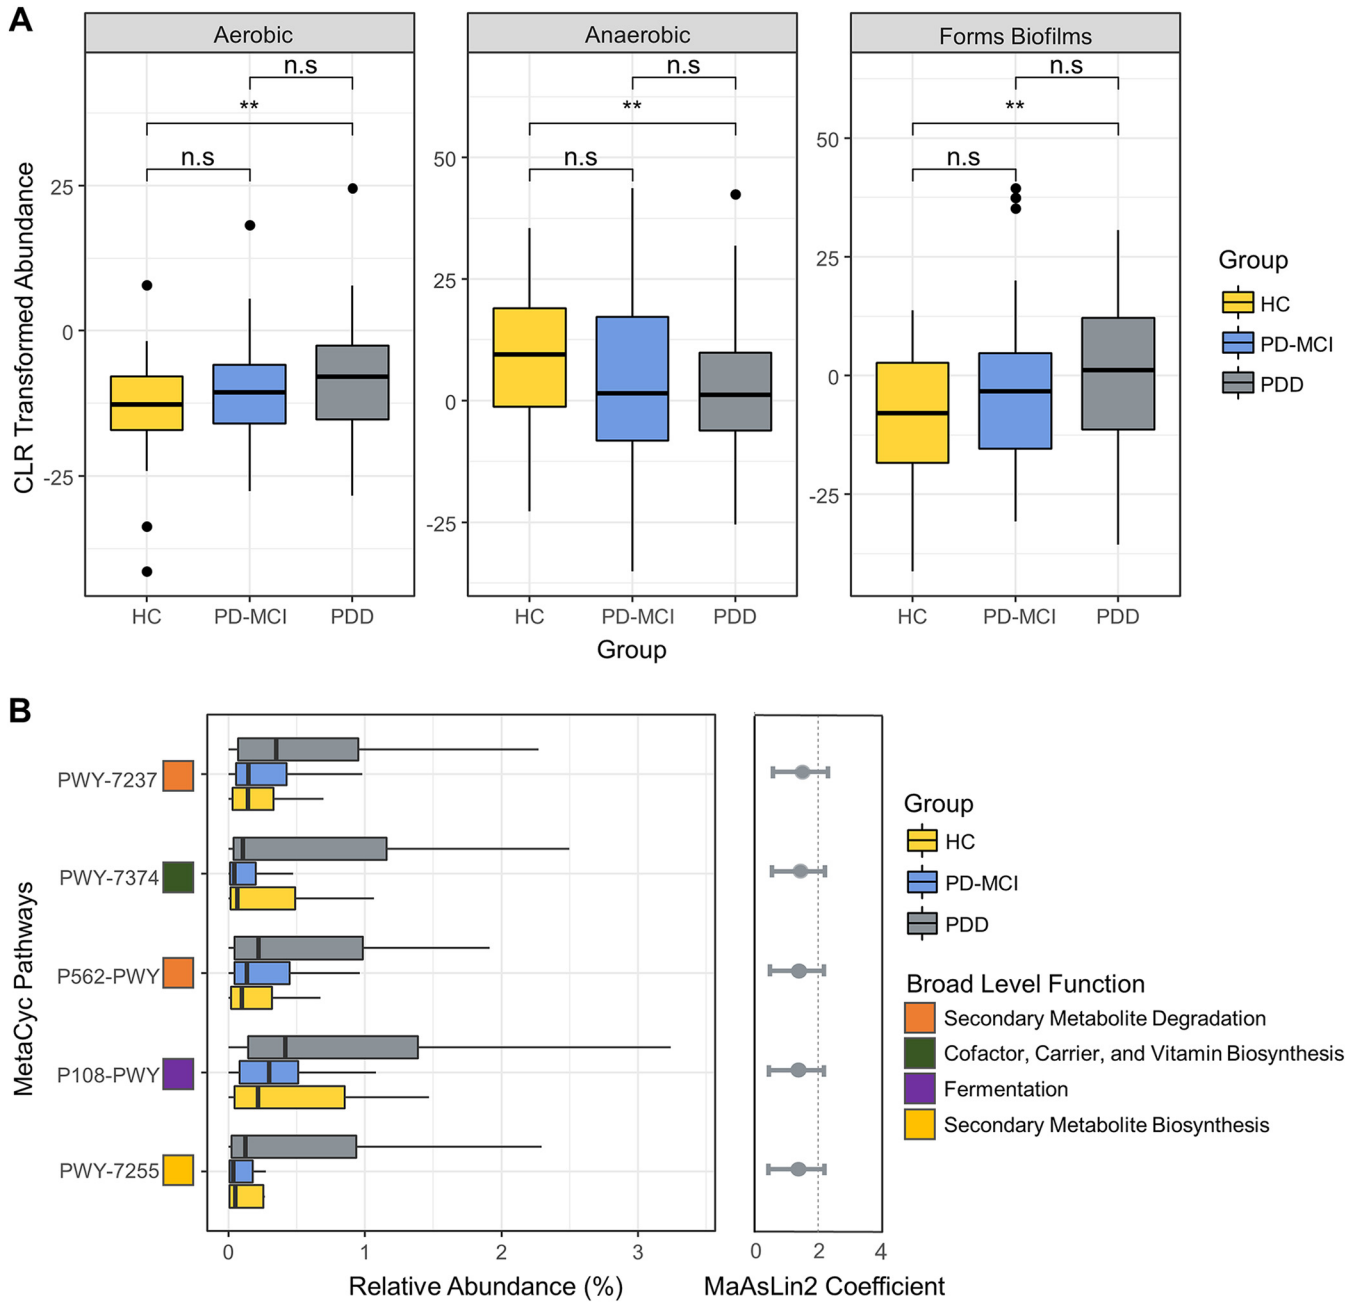 A
Aerobic
Anaerobic
Forms Biofilms
n.s
n.s
n.s
**
**
**
n.s
n.s
n.s
CLR Transformed Abundance
25
0
-25
50
25
0
-25
50
25
0
-25
HC
PD-MCI
PDD
HC
PD-MCI
PDD
HC
PD-MCI
PDD
Group
Group
HC
PD-MCI
PDD
B
MetaCyc Pathways
PWY-7237
PWY-7374
P562-PWY
P108-PWY
PWY-7255
0
1
2
3
Relative Abundance (%)
0
2
4
MaAsLin2 Coefficient
Group
HC
PD-MCI
PDD
Broad Level Function
Secondary Metabolite Degradation
Cofactor, Carrier, and Vitamin Biosynthesis
Fermentation
Secondary Metabolite Biosynthesis